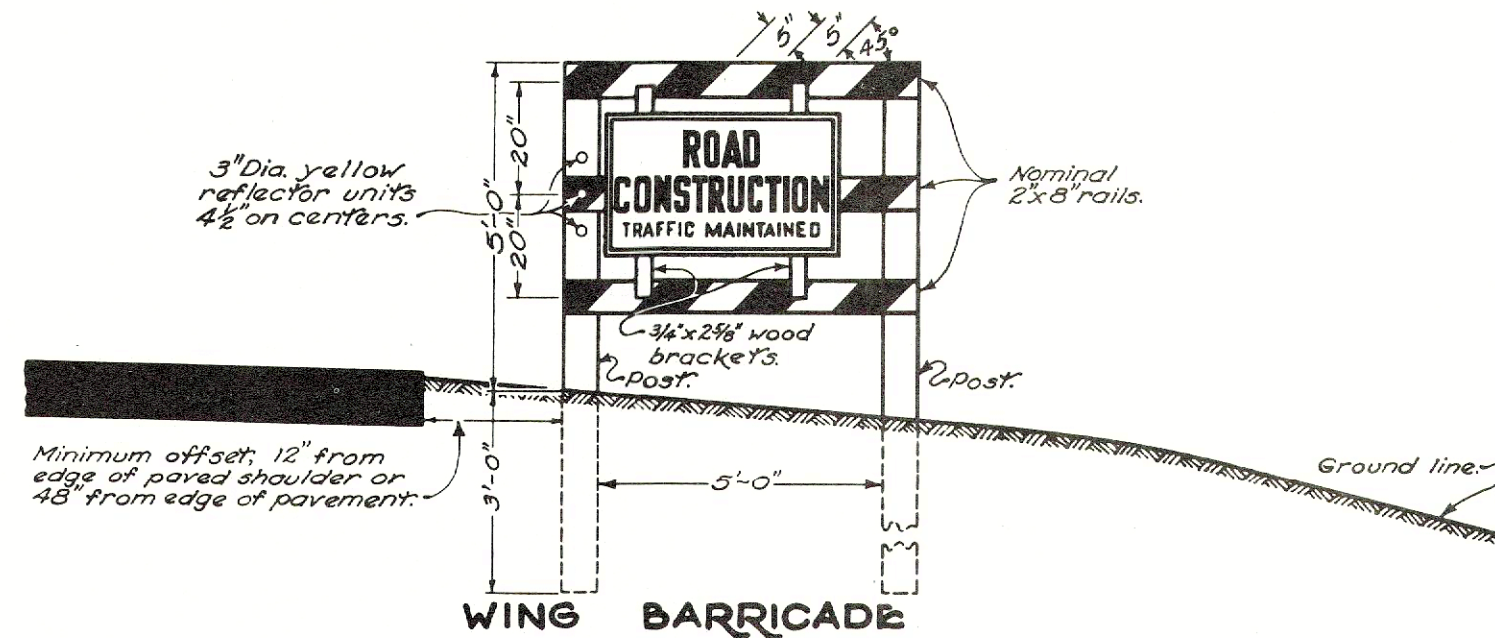 5" 5" 45°
ROAD
CONSTRUCTION
TRAFFIC MAINTAINED
3" Dia. yellow
reflector units
4½" on centers.
20"
5'-0"
20"
Nominal
2"x8" rails.
3/4"x25/8" wood
brackets.
Post.
Post.
Minimum offset, 12" from
edge of paved shoulder or
48" from edge of pavement.
3'-0"
5'-0"
Ground line.
WING BARRICADE